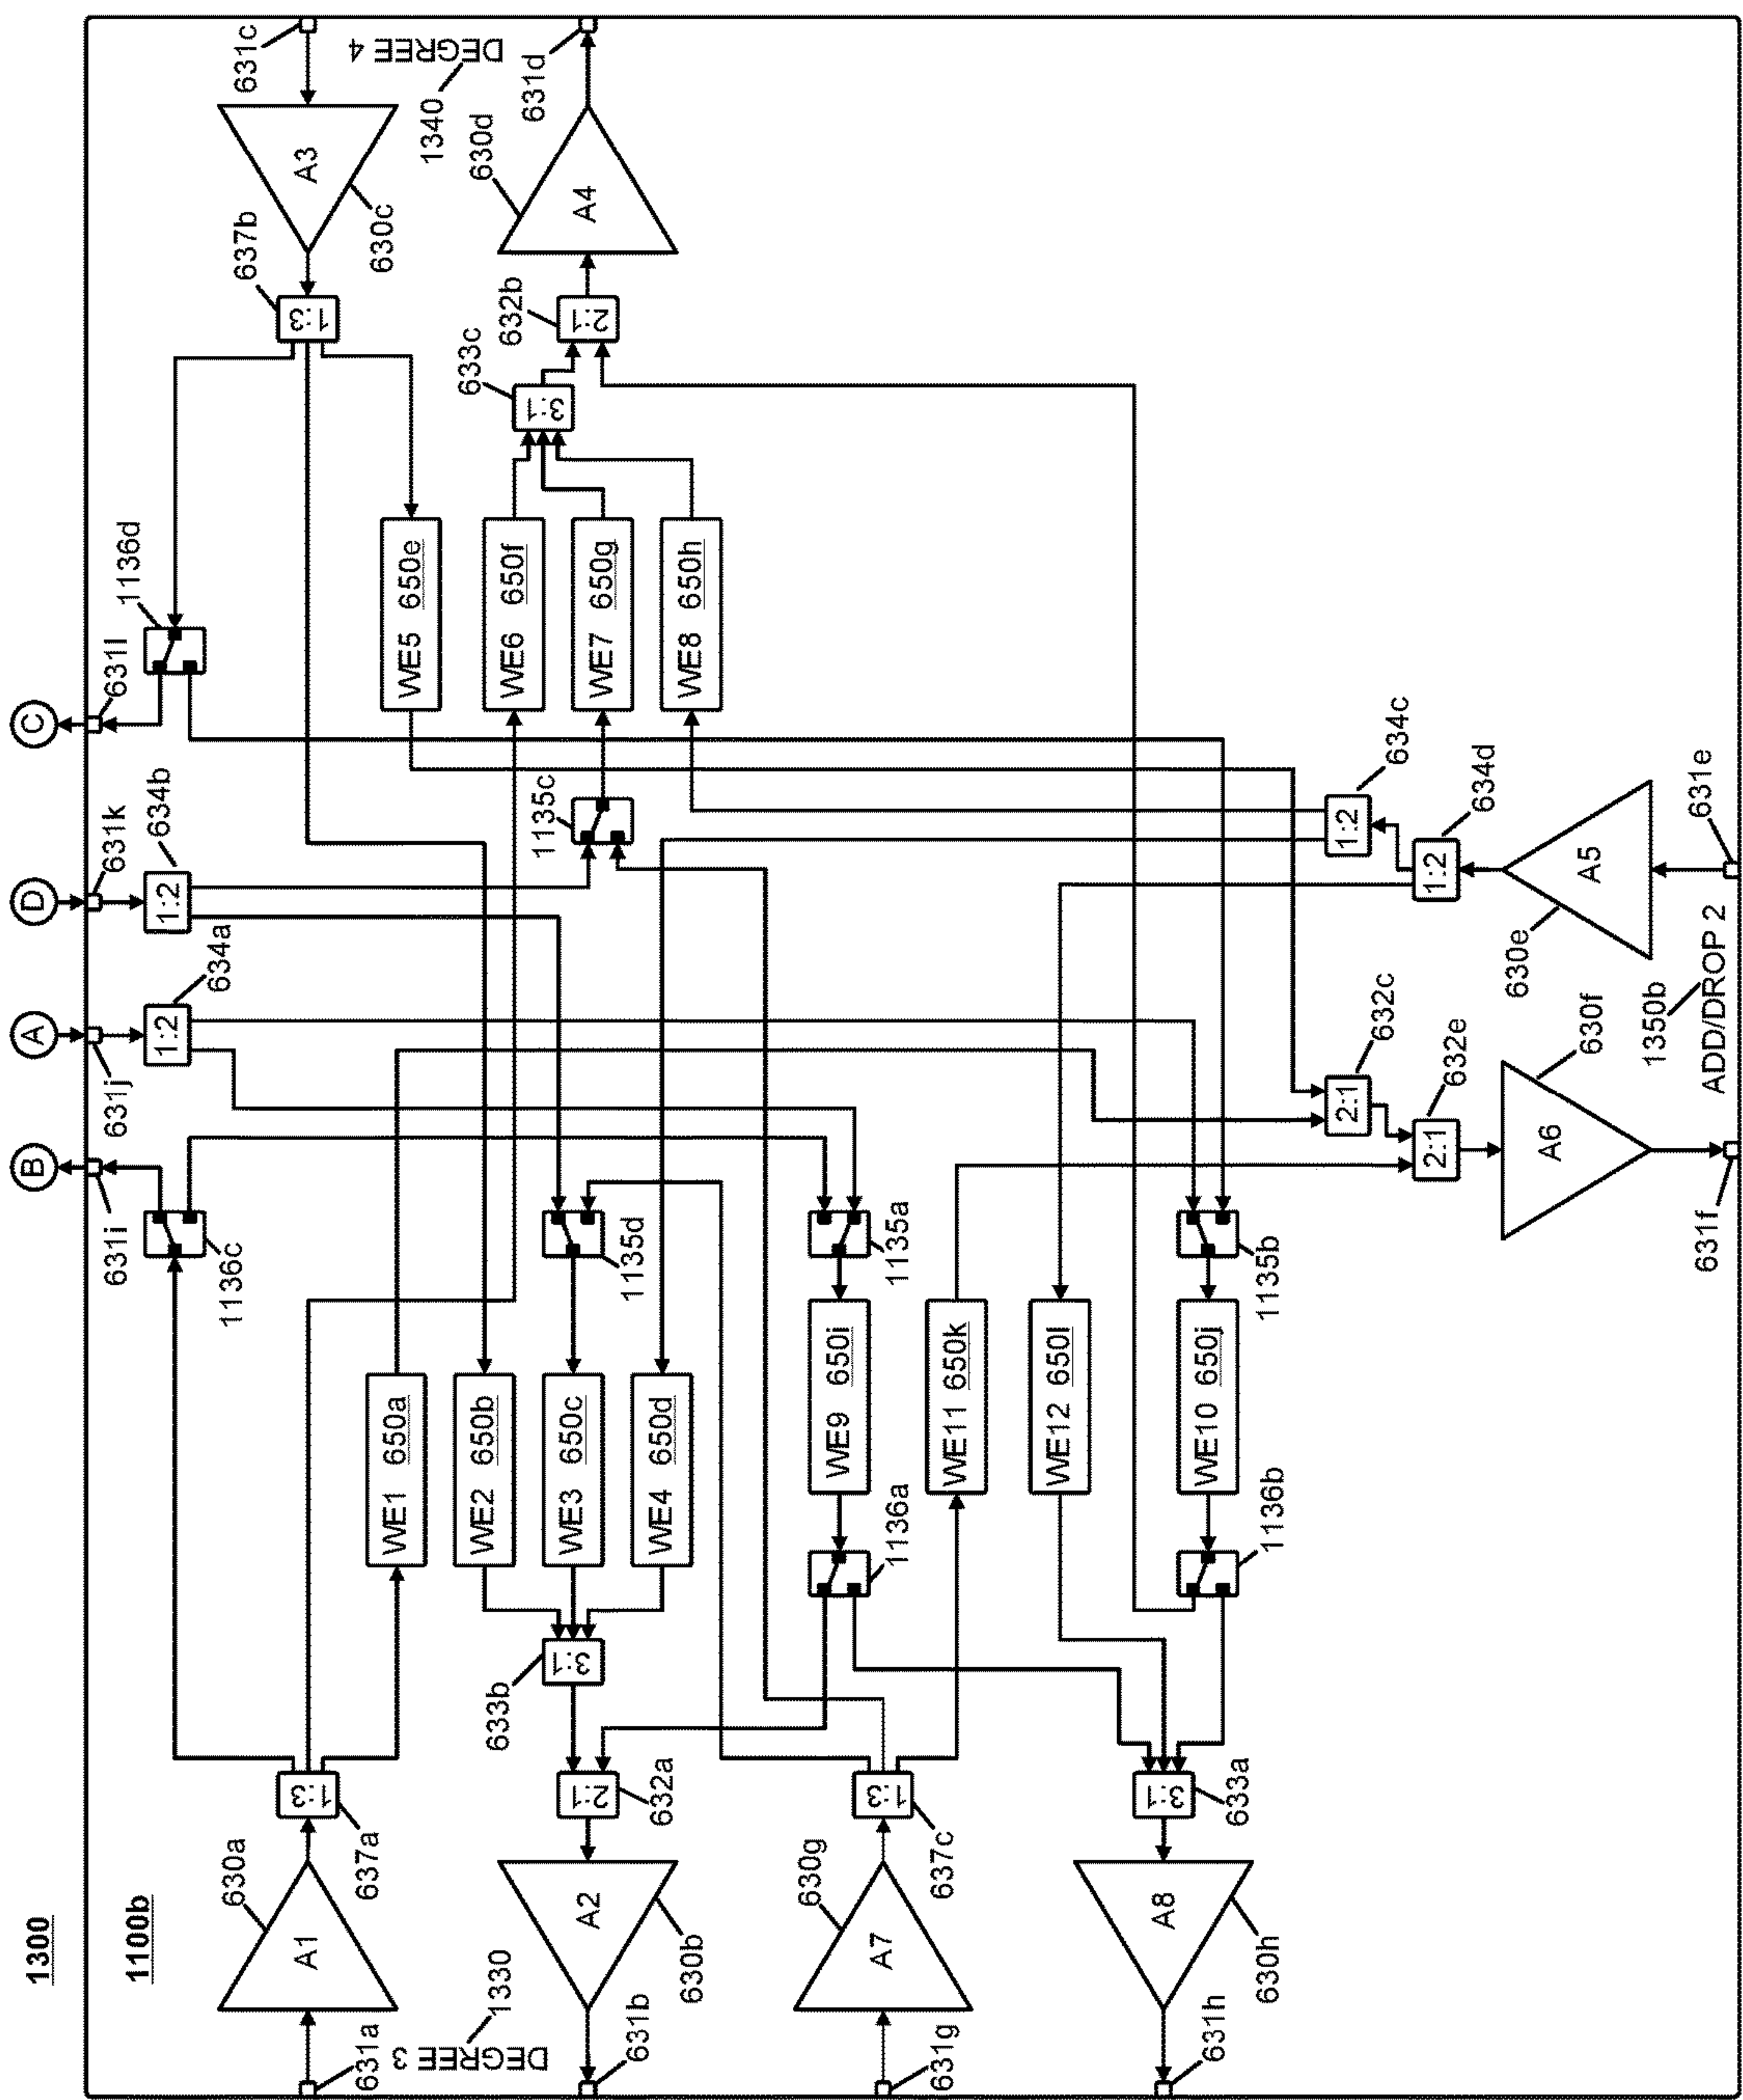 1300
1100b
B
A
D
C
631i
631j
631k
631l
1136c
634a
1:2
634b
1:2
1136d
631a
A1
630a
1:3
637a
WE1 650a
WE5 650e
1:3
637b
A3
630c
631c
DEGREE 3
1330
DEGREE 4
1340
631b
A2
630b
2:1
632a
3:1
633b
WE2 650b
WE3 650c
WE4 650d
1135d
1135c
WE6 650f
WE7 650g
WE8 650h
3:1
633c
2:1
632b
A4
630d
631d
631g
A7
630g
1:3
637c
1136a
WE9 650i
1135a
WE11 650k
WE12 650l
631h
A8
630h
3:1
633a
1136b
WE10 650j
1135b
2:1
632c
2:1
632e
A6
630f
631f
1:2
634c
1:2
634d
A5
630e
631e
1350b
ADD/DROP 2